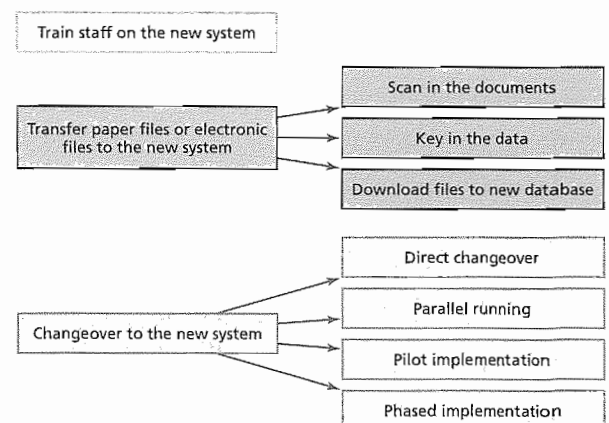 Train staff on the new system
Transfer paper files or electronic
files to the new system
Scan in the documents
Key in the data
Download files to new database
Changeover to the new system
Direct changeover
Parallel running
Pilot implementation
Phased implementation